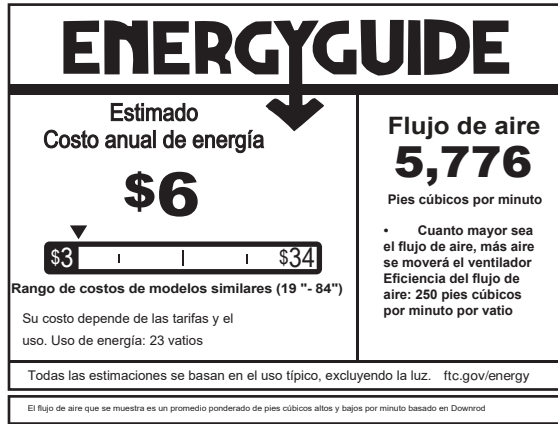 ENERGYGUIDE
Estimado
Costo anual de energía
$6
$3
$34
Rango de costos de modelos similares (19 "- 84")
Su costo depende de las tarifas y el
uso. Uso de energía: 23 vatios
Flujo de aire
5,776
Pies cúbicos por minuto
• Cuanto mayor sea
el flujo de aire, más aire
se moverá el ventilador
Eficiencia del flujo de
aire: 250 pies cúbicos
por minuto por vatio
Todas las estimaciones se basan en el uso típico, excluyendo la luz. ftc.gov/energy
El flujo de aire que se muestra es un promedio ponderado de pies cúbicos altos y bajos por minuto basado en Downrod